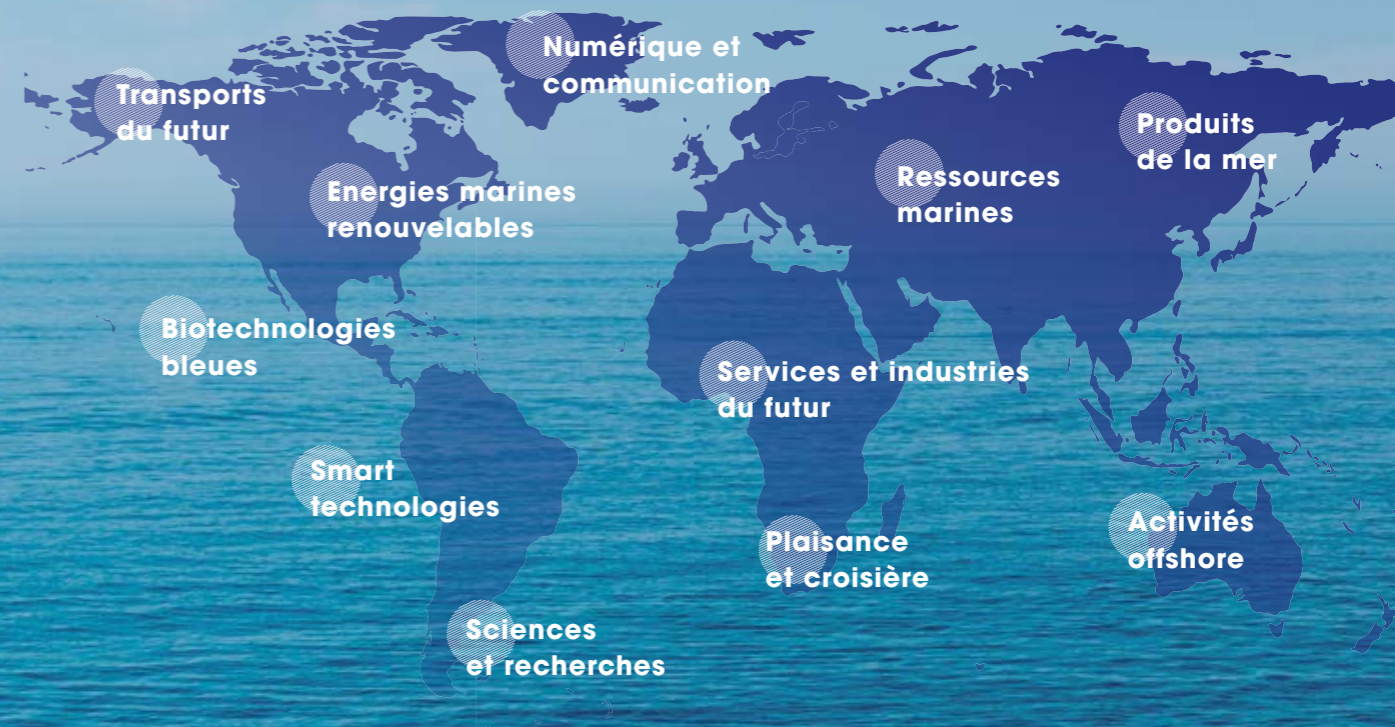 Numérique et
communication
Transports
du futur
Produits
de la mer
Ressources
marines
Energies marines
renouvelables
Biotechnologies
bleues
Services et industries
du futur
Smart
technologies
Activités
offshore
Plaisance
et croisière
Sciences
et recherches